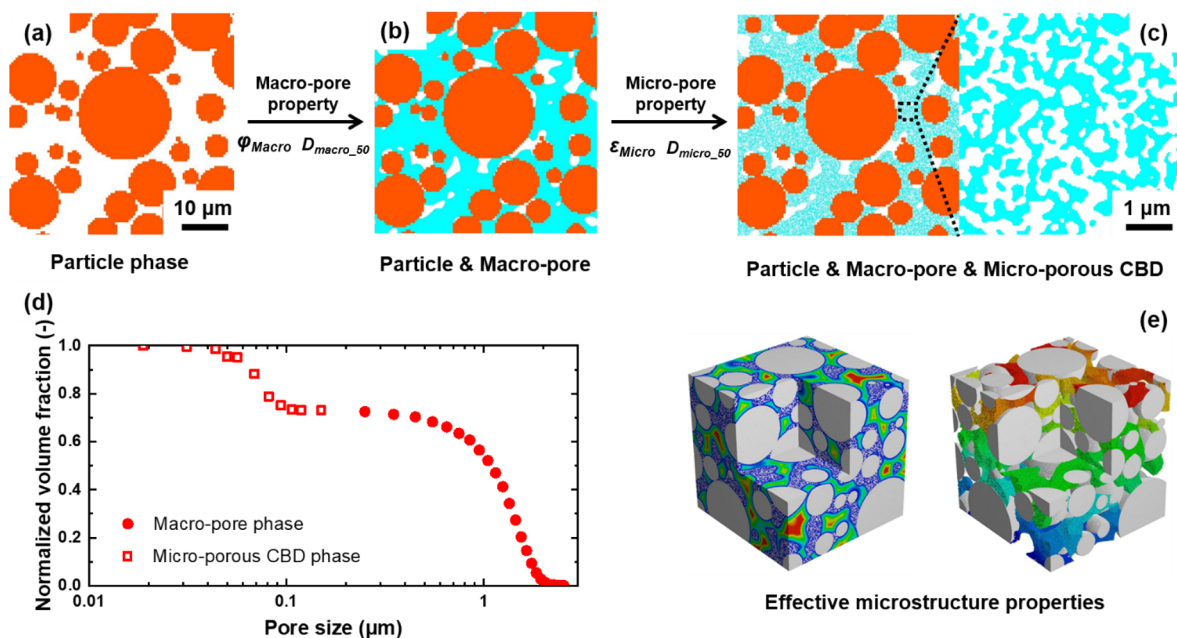 (a)
10 µm
Particle phase
Macro-pore
property
φMacro Dmacro_50
(b)
Particle & Macro-pore
Micro-pore
property
εMicro Dmicro_50
(c)
1 µm
Particle & Macro-pore & Micro-porous CBD
(d)
Normalized volume fraction (-)
1.0
0.8
0.6
0.4
0.2
0.0
Macro-pore phase
Micro-porous CBD phase
0.01
0.1
1
Pore size (µm)
(e)
Effective microstructure properties